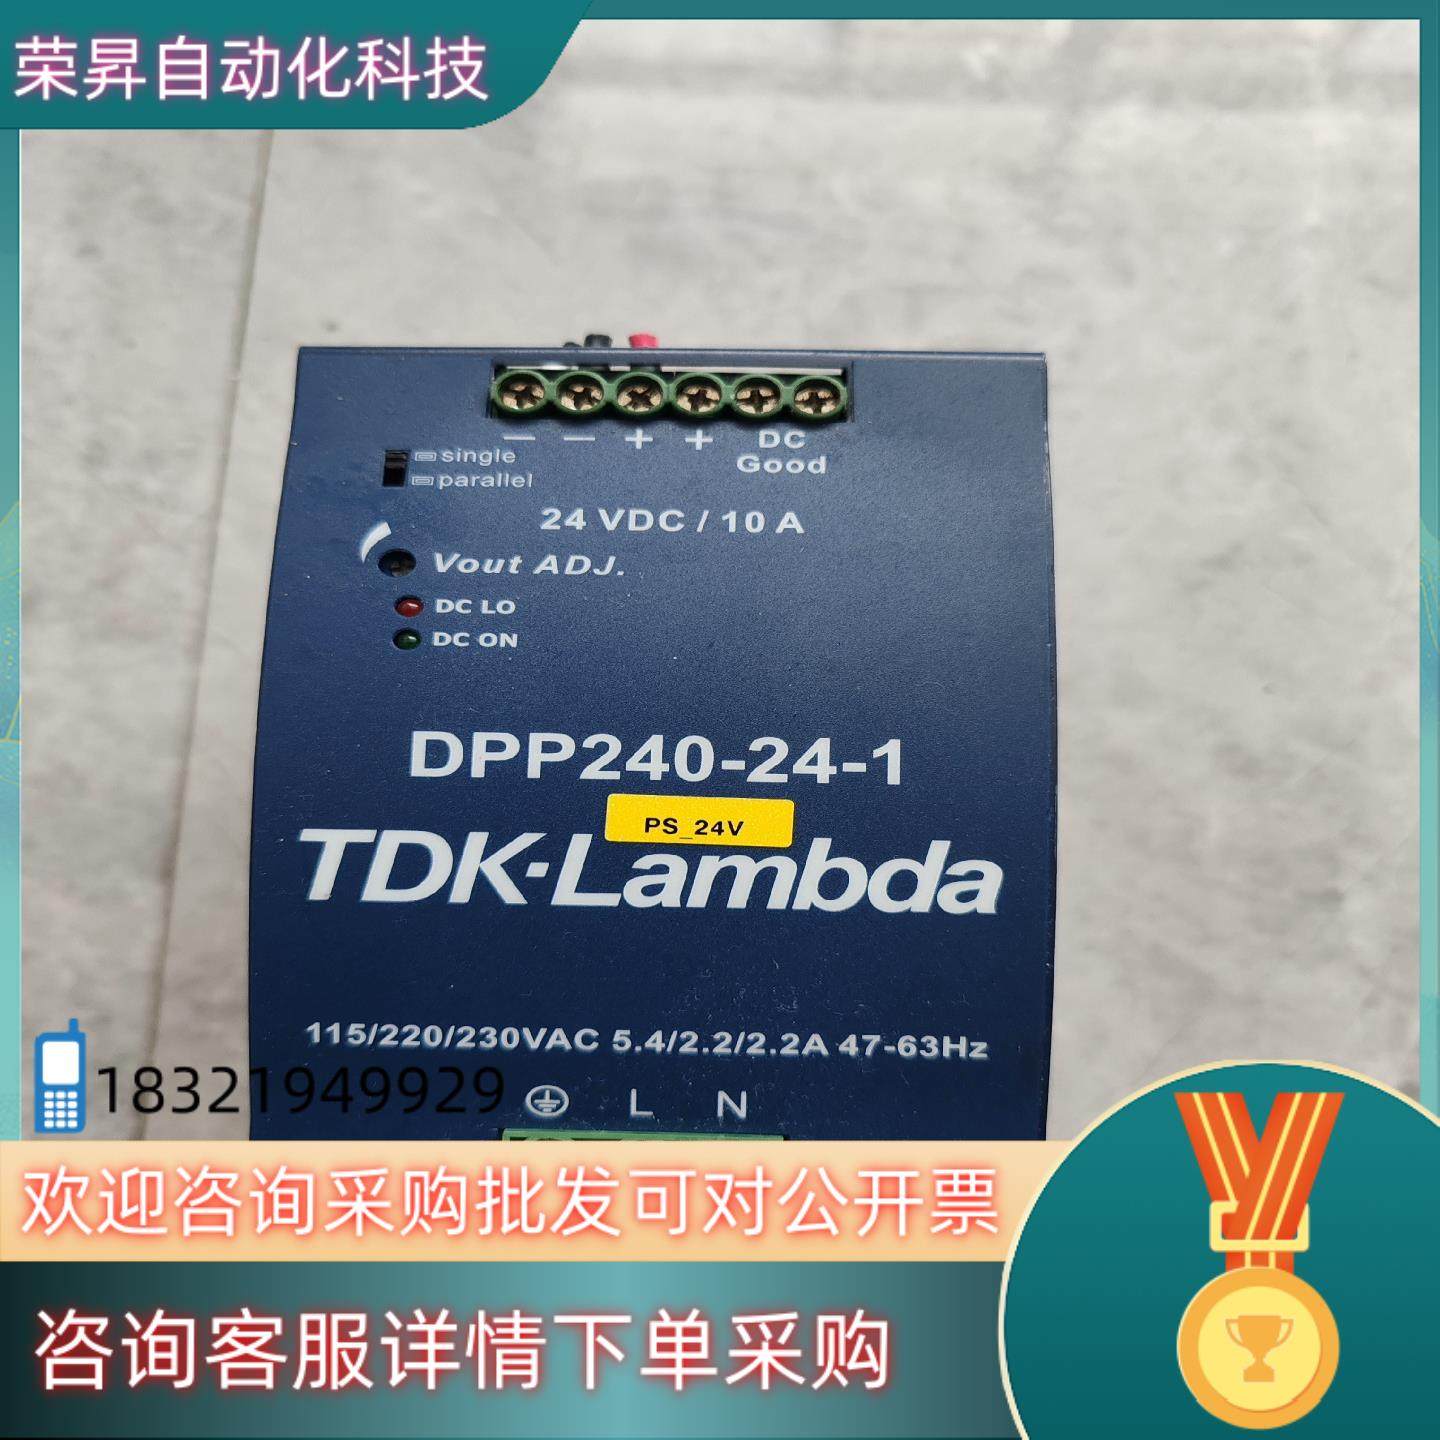 荣昇自动化科技
− − + + DC
Good
single
parallel
24 VDC / 10 A
Vout ADJ.
DC LO
DC ON
DPP240-24-1
PS_24V
TDK·Lambda
115/220/230VAC 5.4/2.2/2.2A 47-63Hz
18321949929
L N
欢迎咨询采购批发可对公开票
咨询客服详情下单采购